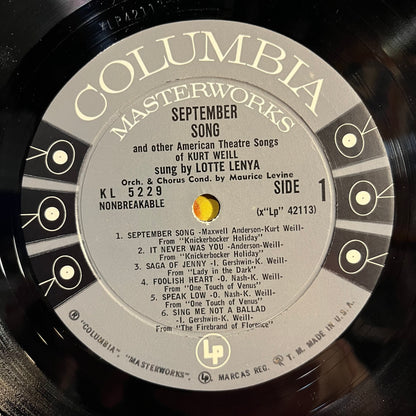 COLUMBIA
MASTERWORKS
SEPTEMBER
SONG
and other American Theatre Songs
of KURT WEILL
sung by LOTTE LENYA
Orch. & Chorus Cond. by Maurice Levine
KL 5229
NONBREAKABLE
SIDE 1
(x"Lp" 42113)
1. SEPTEMBER SONG -Maxwell Anderson-Kurt Weill-
From "Knickerbocker Holiday"
2. IT NEVER WAS YOU -Anderson-Weill-
From "Knickerbocker Holiday"
3. SAGA OF JENNY -I. Gershwin-K. Weill-
From "Lady in the Dark"
4. FOOLISH HEART -O. Nash-K. Weill-
From "One Touch of Venus"
5. SPEAK LOW -O. Nash-K. Weill-
From "One Touch of Venus"
6. SING ME NOT A BALLAD
-I. Gershwin-K. Weill-
From "The Firebrand of Florence"
Lp
® "COLUMBIA", "MASTERWORKS", MARCAS REG. ® T. M. MADE IN U.S.A.